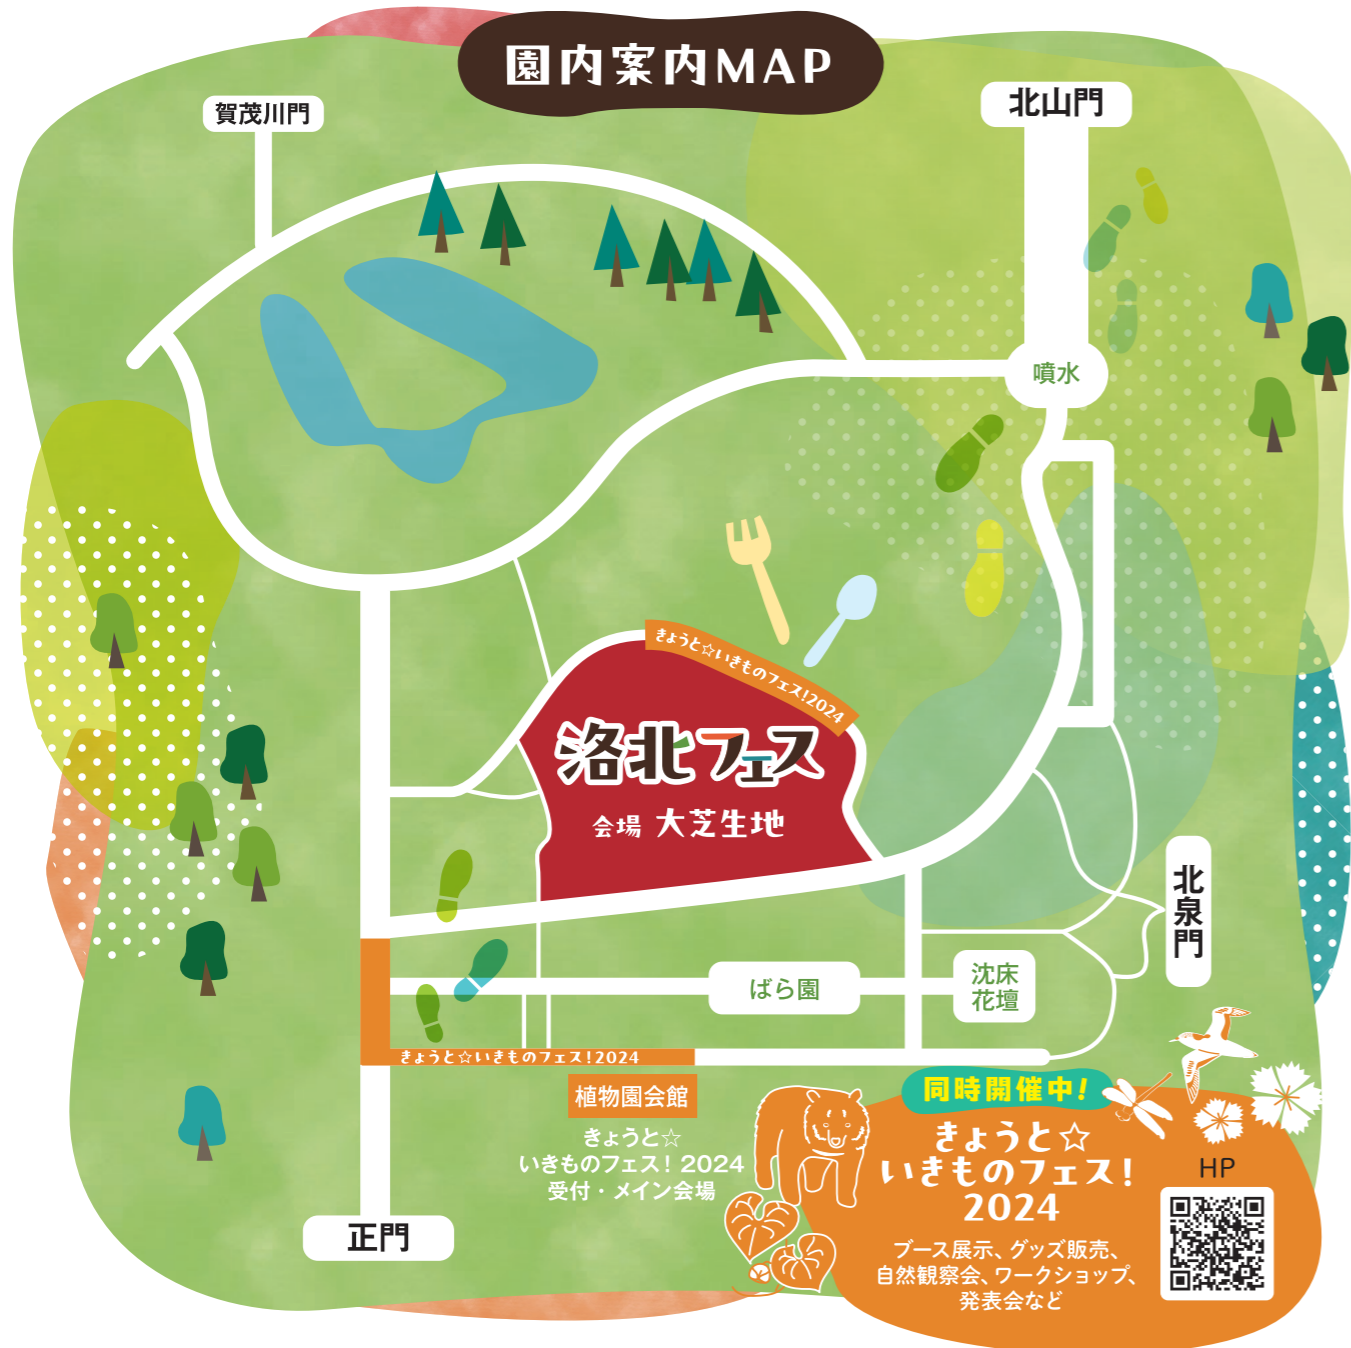 園内案内MAP
賀茂川門
北山門
噴水
きょうと☆いきものフェス!2024
洛北フェス
会場 大芝生地
北泉門
ばら園
沈床
花壇
きょうと☆いきものフェス!2024
植物園会館
きょうと☆
いきものフェス! 2024
受付・メイン会場
正門
同時開催中!
きょうと☆
いきものフェス!
2024
ブース展示、グッズ販売、
自然観察会、ワークショップ、
発表会など
HP